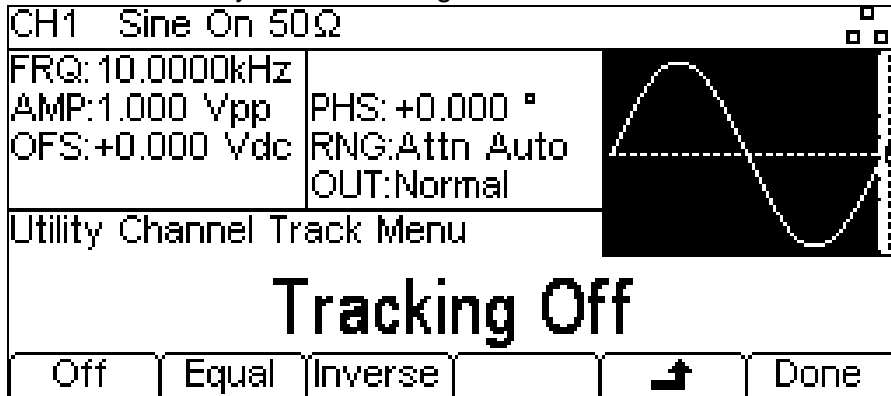 CH1 Sine On 50Ω
FRQ:10.0000kHz
AMP:1.000 Vpp
OFS:+0.000 Vdc
PHS:+0.000 °
RNG:Attn Auto
OUT:Normal
Utility Channel Track Menu
Tracking Off
Off Equal Inverse Done